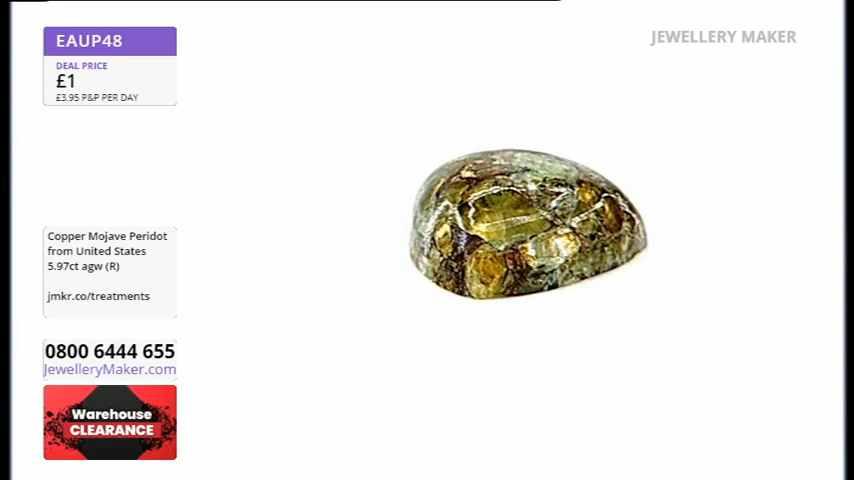 EAUP48
DEAL PRICE
£1
£3.95 P&P PER DAY
JEWELLERY MAKER
Copper Mojave Peridot
from United States
5.97ct agw (R)
jmkr.co/treatments
0800 6444 655
JewelleryMaker.com
Warehouse
CLEARANCE